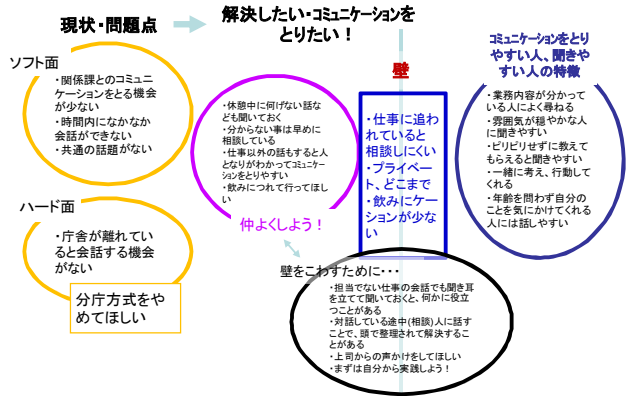 現状・問題点
解決したい・コミュニケーションを
とりたい！
ソフト面
・関係課とのコミュニ
ケーションをとる機会
が少ない
・時間内になかなか
会話ができない
・共通の話題がない
ハード面
・庁舎が離れてい
ると会話する機会
がない
分庁方式をや
めてほしい
・休憩中に何げない話な
ども聞いておく
・分からない事は早めに
相談している
・仕事以外の話もすると人
となりがわかってコミュニケー
ションをとりやすい
・飲みにつれて行ってほし
い
仲よくしよう！
壁
・仕事に追わ
れていると
相談しにくい
・プライベー
ト、どこまで
・飲みにケー
ションが少な
い
コミュニケーションをとり
やすい人、聞きや
すい人の特徴
・業務内容が分かって
いる人によく尋ねる
・雰囲気が穏やかな人
に聞きやすい
・ピリピリせずに教えて
もらえると聞きやすい
・一緒に考え、行動して
くれる
・年齢を問わず自分の
ことを気にかけてくれる
人には話しやすい
壁をこわすために・・・
・担当でない仕事の会話でも聞き耳
を立てて聞いておくと、何かに役立
つことがある
・対話している途中(相談)人に話す
ことで、頭で整理されて解決するこ
とがある
・上司からの声かけをしてほしい
・まずは自分から実践しよう！